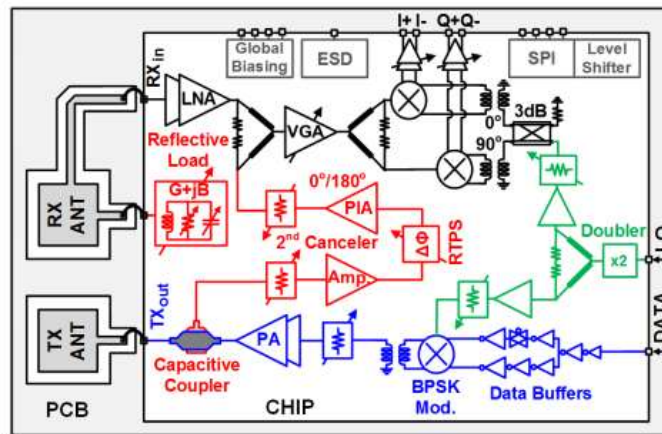 I+ I- Q+ Q-
Global
Biasing
ESD
SPI
Level
Shifter
RXin
LNA
VGA
0°
3dB
90°
Reflective
Load
G+jB
0°/180°
PIA
RX
ANT
2nd Canceler
ΔΦ
RTPS
Doubler
x2
LO
Amp.
TXout
DATA
TX
ANT
PA
Capacitive
Coupler
BPSK
Mod.
Data Buffers
PCB
CHIP